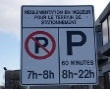 RÉGLEMENTATION EN VIGUEUR
POUR LE TERRAIN DE
STATIONNEMENT
P P
60 MINUTES
7h-8h 8h-22h